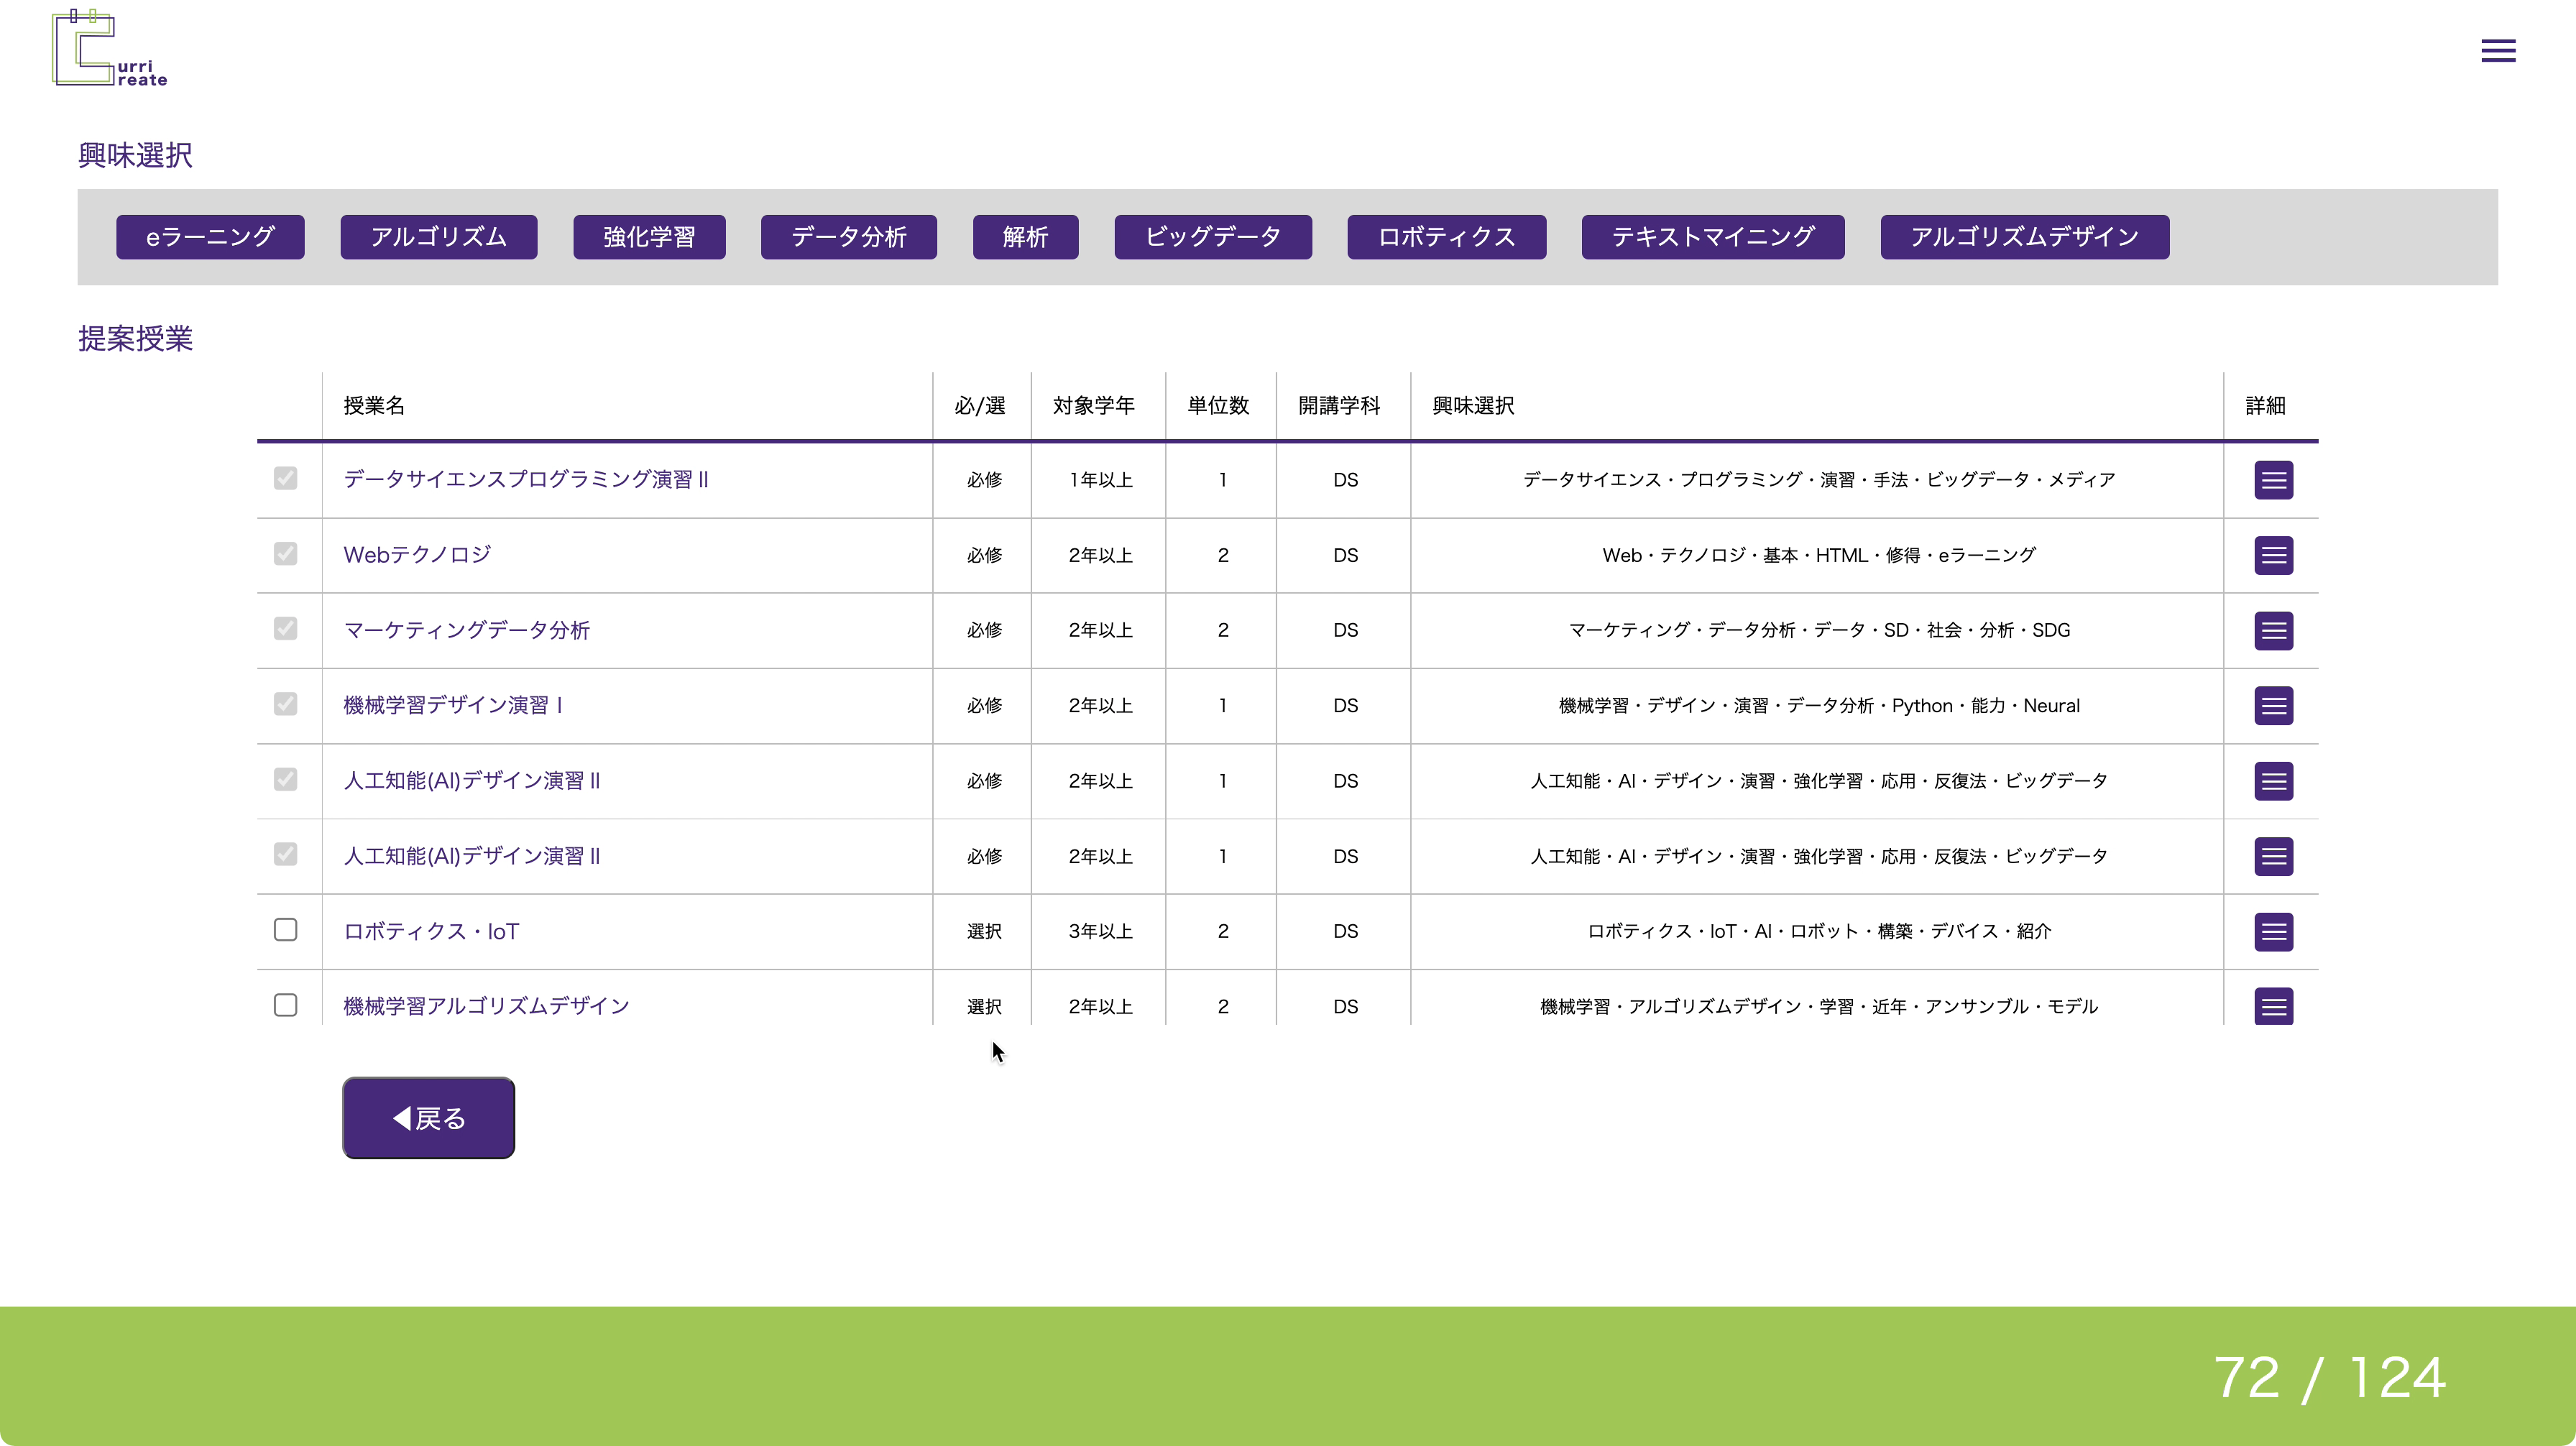 urri
reate
興味選択
eラーニング アルゴリズム 強化学習 データ分析 解析 ビッグデータ ロボティクス テキストマイニング アルゴリズムデザイン
提案授業
授業名 必/選 対象学年 単位数 開講学科 興味選択 詳細
データサイエンスプログラミング演習Ⅱ 必修 1年以上 1 DS データサイエンス・プログラミング・演習・手法・ビッグデータ・メディア
Webテクノロジ 必修 2年以上 2 DS Web・テクノロジ・基本・HTML・修得・eラーニング
マーケティングデータ分析 必修 2年以上 2 DS マーケティング・データ分析・データ・SD・社会・分析・SDG
機械学習デザイン演習Ⅰ 必修 2年以上 1 DS 機械学習・デザイン・演習・データ分析・Python・能力・Neural
人工知能(AI)デザイン演習Ⅱ 必修 2年以上 1 DS 人工知能・AI・デザイン・演習・強化学習・応用・反復法・ビッグデータ
人工知能(AI)デザイン演習Ⅱ 必修 2年以上 1 DS 人工知能・AI・デザイン・演習・強化学習・応用・反復法・ビッグデータ
ロボティクス・IoT 選択 3年以上 2 DS ロボティクス・IoT・AI・ロボット・構築・デバイス・紹介
機械学習アルゴリズムデザイン 選択 2年以上 2 DS 機械学習・アルゴリズムデザイン・学習・近年・アンサンブル・モデル
◀戻る
72 / 124